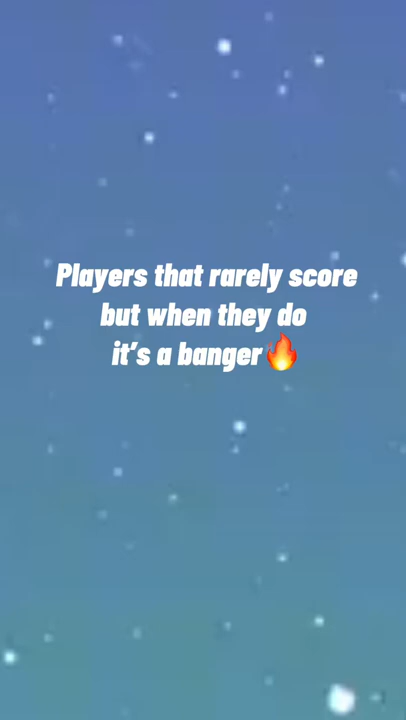 Players that rarely score
but when they do
it's a banger🔥